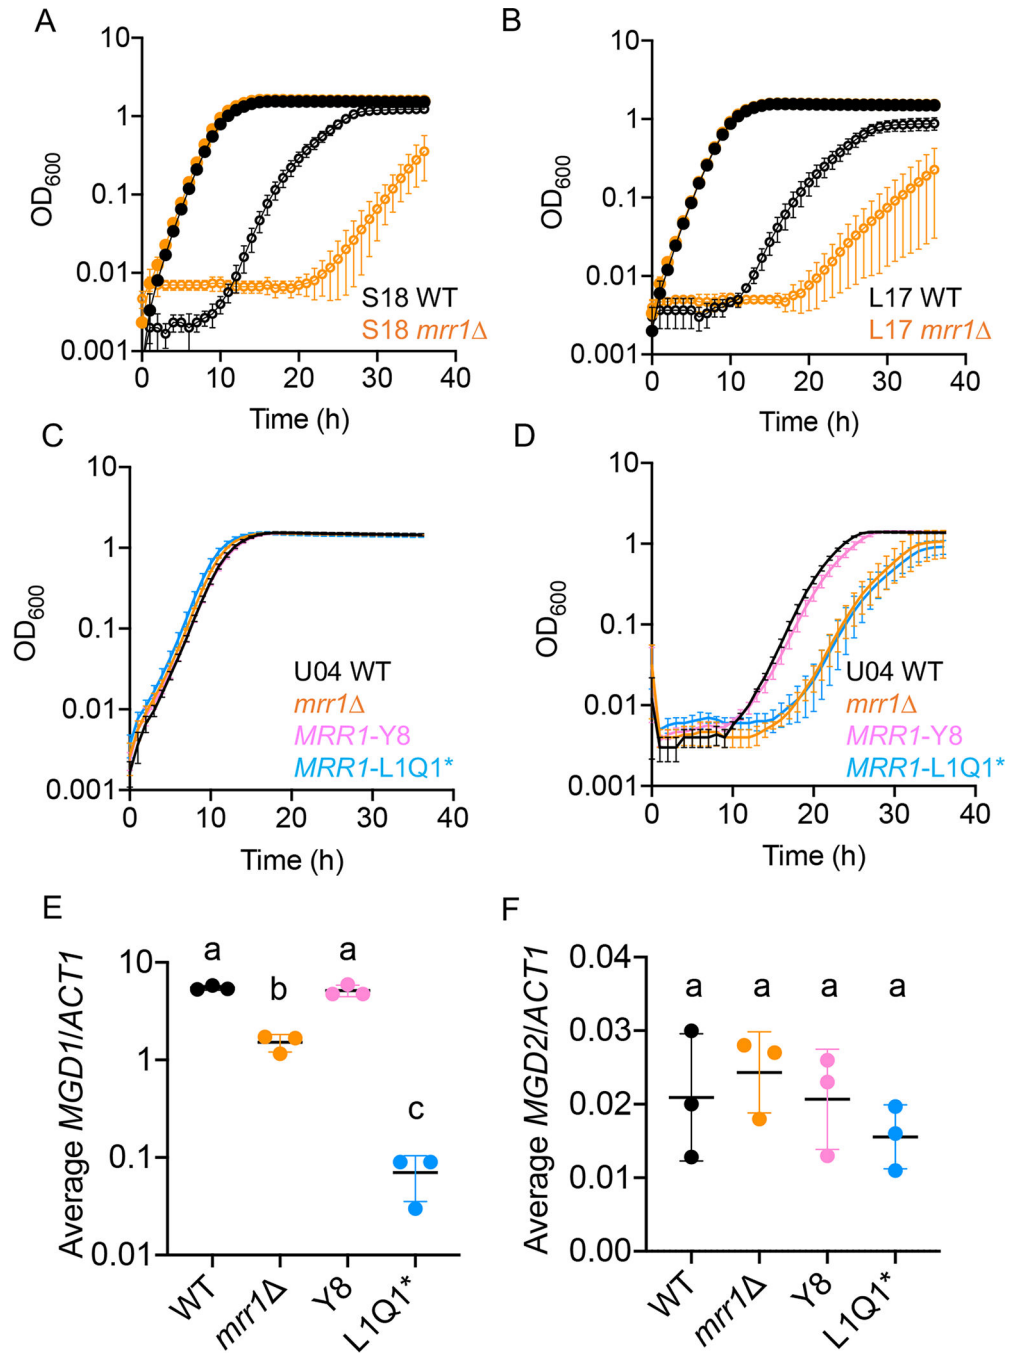 A
10
1
0.1
0.01
0.001
OD600
0 10 20 30 40
Time (h)
S18 WT
S18 mrr1Δ
B
10
1
0.1
0.01
0.001
OD600
0 10 20 30 40
Time (h)
L17 WT
L17 mrr1Δ
C
10
1
0.1
0.01
0.001
OD600
0 10 20 30 40
Time (h)
U04 WT
mrr1Δ
MRR1-Y8
MRR1-L1Q1*
D
10
1
0.1
0.01
0.001
OD600
0 10 20 30 40
Time (h)
U04 WT
mrr1Δ
MRR1-Y8
MRR1-L1Q1*
E
Average MGD1/ACT1
10
1
0.1
0.01
a b a c
WT mrr1Δ Y8 L1Q1*
F
Average MGD2/ACT1
0.04
0.03
0.02
0.01
0.00
a a a a
WT mrr1Δ Y8 L1Q1*